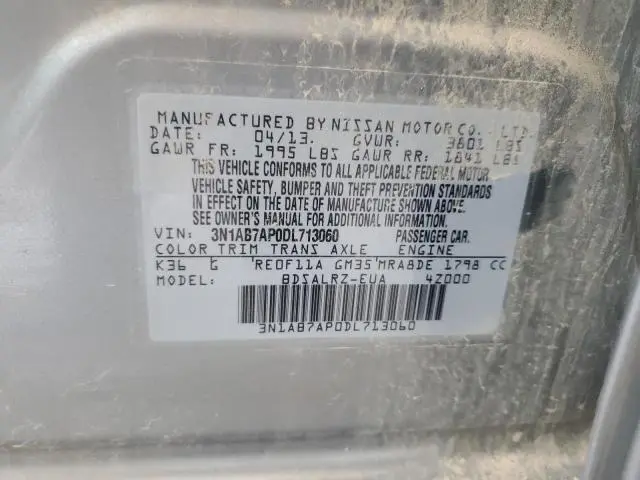 MANUFACTURED BY NISSAN MOTOR CO., LTD.
DATE: 04/13. GVWR: 3601 LBS
GAWR FR: 1995 LBS GAWR RR: 1841 LBS
THIS VEHICLE CONFORMS TO ALL APPLICABLE FEDERAL MOTOR
VEHICLE SAFETY, BUMPER AND THEFT PREVENTION STANDARDS
IN EFFECT ON THE DATE OF MANUFACTURE SHOWN ABOVE.
SEE OWNER'S MANUAL FOR ADDITIONAL INFORMATION.
VIN: 3N1AB7AP0DL713060 PASSENGER CAR.
COLOR TRIM TRANS AXLE ENGINE
K36 G RE0F11A GM35 MRA8DE 1798 CC
MODEL: BDSALRZ-EUA 4Z000
3N1AB7AP0DL713060